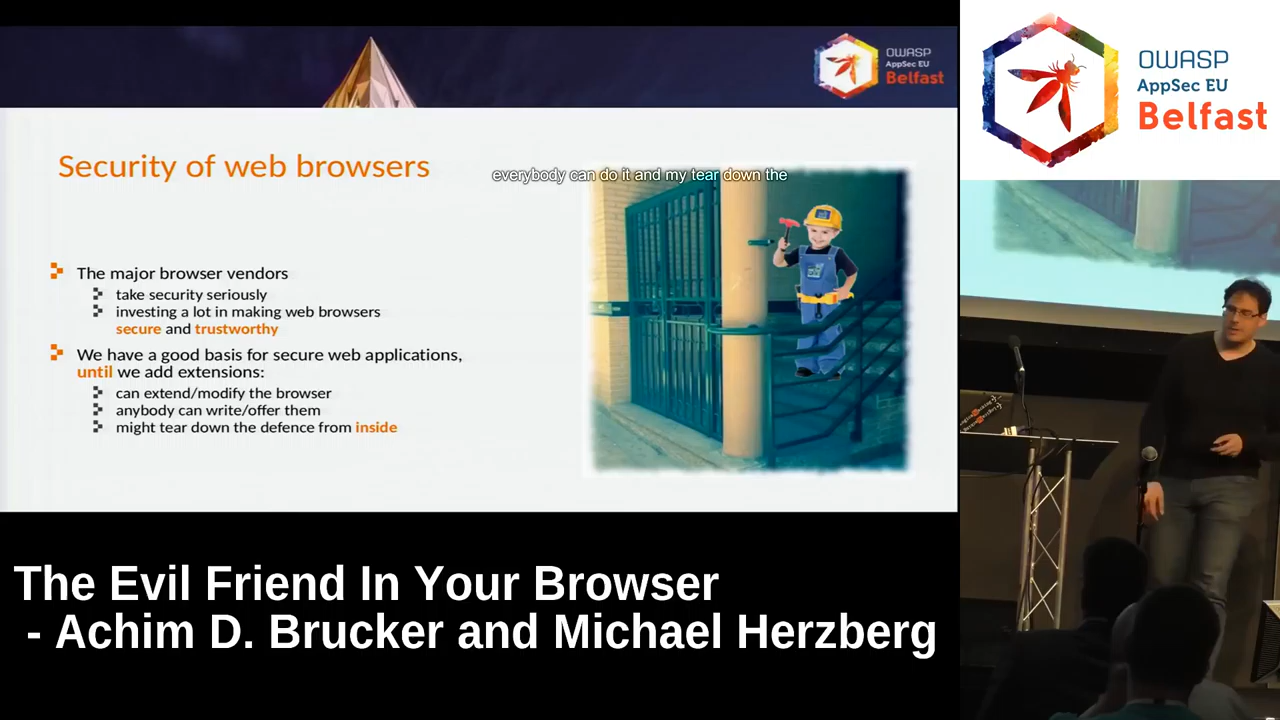 OWASP
AppSec EU
Belfast
OWASP
AppSec EU
Belfast
Security of web browsers
everybody can do it and my tear down the
The major browser vendors
take security seriously
investing a lot in making web browsers
secure and trustworthy
We have a good basis for secure web applications,
until we add extensions:
can extend/modify the browser
anybody can write/offer them
might tear down the defence from inside
The Evil Friend In Your Browser
- Achim D. Brucker and Michael Herzberg